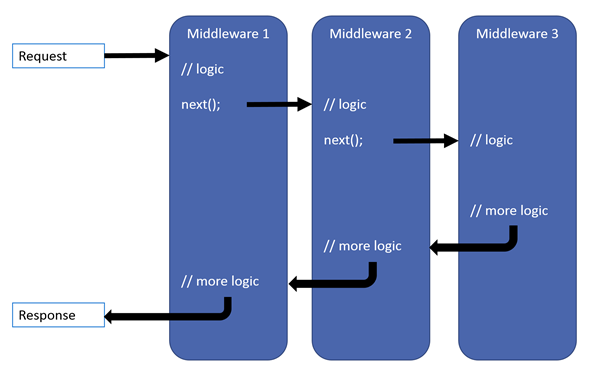 Middleware 1
Middleware 2
Middleware 3
Request
// logic
next();
// logic
next();
// logic
// more logic
// more logic
// more logic
Response